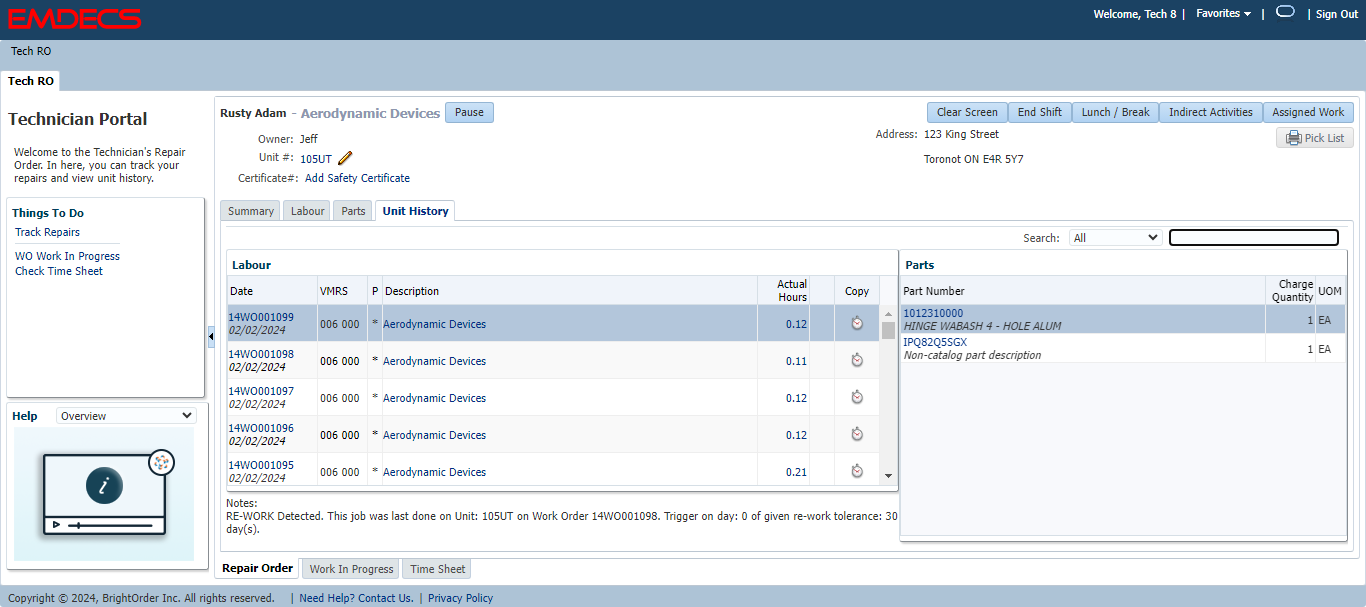 EMDECS
Welcome, Tech 8 | Favorites | | Sign Out
Tech RO
Tech RO
Technician Portal
Welcome to the Technician's Repair
Order. In here, you can track your
repairs and view unit history.
Things To Do
Track Repairs
WO Work In Progress
Check Time Sheet
Help Overview
i
Rusty Adam - Aerodynamic Devices Pause
Clear Screen End Shift Lunch / Break Indirect Activities Assigned Work
Owner: Jeff
Unit #: 105UT
Certificate#: Add Safety Certificate
Address: 123 King Street
Toronot ON E4R 5Y7
Pick List
Summary Labour Parts Unit History
Search: All
Labour
Date VMRS P Description Actual Hours Copy
14WO001099 006 000 * Aerodynamic Devices 0.12
02/02/2024
14WO001098 006 000 * Aerodynamic Devices 0.11
02/02/2024
14WO001097 006 000 * Aerodynamic Devices 0.12
02/02/2024
14WO001096 006 000 * Aerodynamic Devices 0.12
02/02/2024
14WO001095 006 000 * Aerodynamic Devices 0.21
02/02/2024
Parts
Part Number Charge Quantity UOM
1012310000 1 EA
HINGE WABASH 4 - HOLE ALUM
IPQ82Q5SGX 1 EA
Non-catalog part description
Notes:
RE-WORK Detected. This job was last done on Unit: 105UT on Work Order 14WO001098. Trigger on day: 0 of given re-work tolerance: 30
day(s).
Repair Order Work In Progress Time Sheet
Copyright © 2024, BrightOrder Inc. All rights reserved. | Need Help? Contact Us. | Privacy Policy